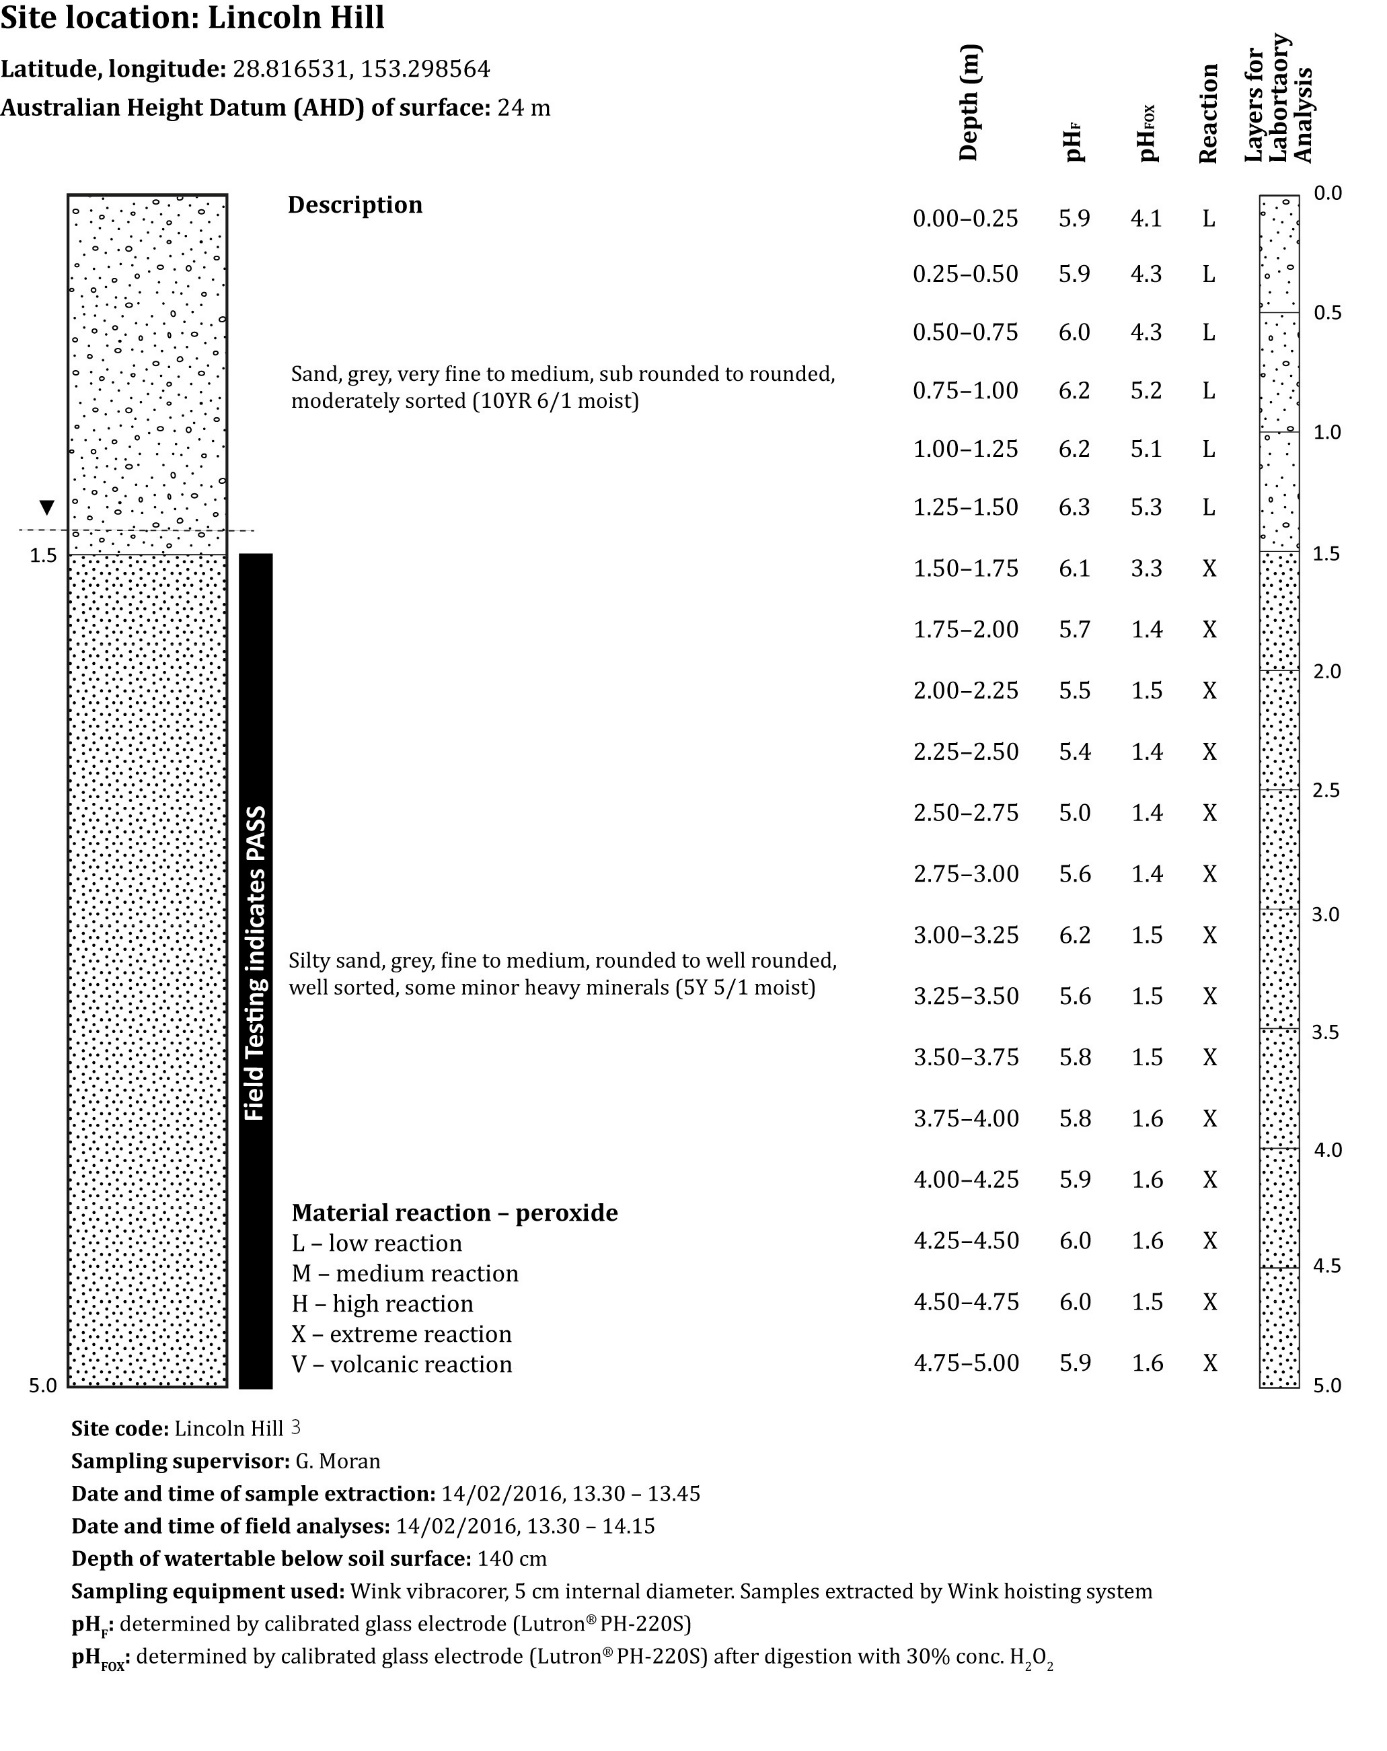 Site location: Lincoln Hill
Latitude, longitude: 28.816531, 153.298564
Australian Height Datum (AHD) of surface: 24 m
Depth (m)
pHF
pHFOX
Reaction
Layers for
Labortaory
Analysis
Description
0.00–0.25 5.9 4.1 L
0.25–0.50 5.9 4.3 L
0.50–0.75 6.0 4.3 L
0.75–1.00 6.2 5.2 L
1.00–1.25 6.2 5.1 L
1.25–1.50 6.3 5.3 L
1.50–1.75 6.1 3.3 X
1.75–2.00 5.7 1.4 X
2.00–2.25 5.5 1.5 X
2.25–2.50 5.4 1.4 X
2.50–2.75 5.0 1.4 X
2.75–3.00 5.6 1.4 X
3.00–3.25 6.2 1.5 X
3.25–3.50 5.6 1.5 X
3.50–3.75 5.8 1.5 X
3.75–4.00 5.8 1.6 X
4.00–4.25 5.9 1.6 X
4.25–4.50 6.0 1.6 X
4.50–4.75 6.0 1.5 X
4.75–5.00 5.9 1.6 X
0.0
0.5
1.0
1.5
2.0
2.5
3.0
3.5
4.0
4.5
5.0
Sand, grey, very fine to medium, sub rounded to rounded,
moderately sorted (10YR 6/1 moist)
1.5
Field Testing indicates PASS
Silty sand, grey, fine to medium, rounded to well rounded,
well sorted, some minor heavy minerals (5Y 5/1 moist)
Material reaction – peroxide
L – low reaction
M – medium reaction
H – high reaction
X – extreme reaction
V – volcanic reaction
5.0
Site code: Lincoln Hill 3
Sampling supervisor: G. Moran
Date and time of sample extraction: 14/02/2016, 13.30 – 13.45
Date and time of field analyses: 14/02/2016, 13.30 – 14.15
Depth of watertable below soil surface: 140 cm
Sampling equipment used: Wink vibracorer, 5 cm internal diameter. Samples extracted by Wink hoisting system
pHF: determined by calibrated glass electrode (Lutron® PH-220S)
pHFOX: determined by calibrated glass electrode (Lutron® PH-220S) after digestion with 30% conc. H2O2